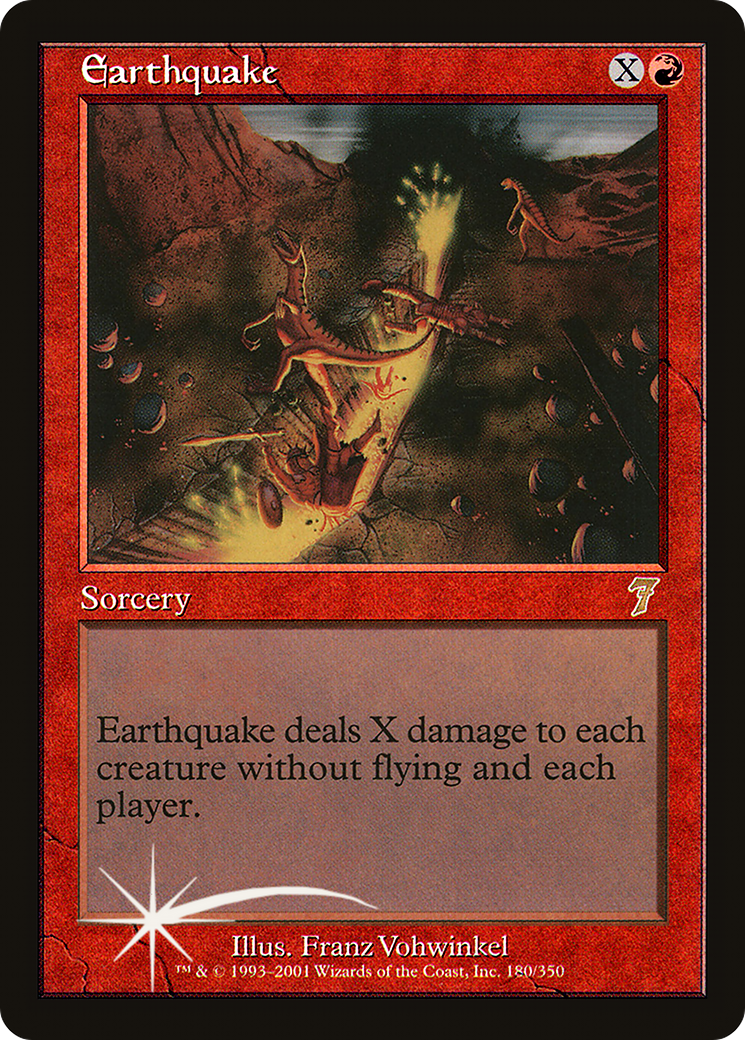 Earthquake X
Sorcery 7
Earthquake deals X damage to each
creature without flying and each
player.
Illus. Franz Vohwinkel
™ & © 1993–2001 Wizards of the Coast, Inc. 180/350